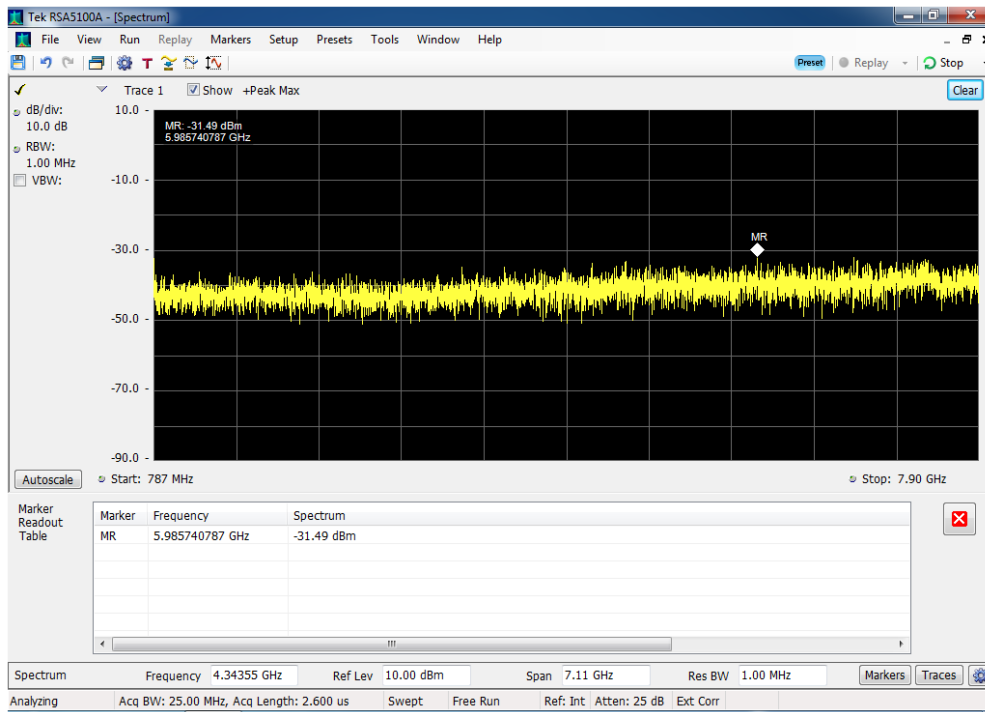 Tek RSA5100A - [Spectrum]
File View Run Replay Markers Setup Presets Tools Window Help
T Preset Replay Stop
Trace 1 Show +Peak Max Clear
dB/div:
10.0 dB
RBW:
1.00 MHz
VBW:
10.0 -
MR: -31.49 dBm
5.985740787 GHz
-10.0 -
MR
-30.0 -
-50.0 -
-70.0 -
-90.0 -
Autoscale Start: 787 MHz Stop: 7.90 GHz
Marker
Readout
Table
Marker Frequency Spectrum
MR 5.985740787 GHz -31.49 dBm
Spectrum Frequency 4.34355 GHz Ref Lev 10.00 dBm Span 7.11 GHz Res BW 1.00 MHz Markers Traces
Analyzing Acq BW: 25.00 MHz, Acq Length: 2.600 us Swept Free Run Ref: Int Atten: 25 dB Ext Corr